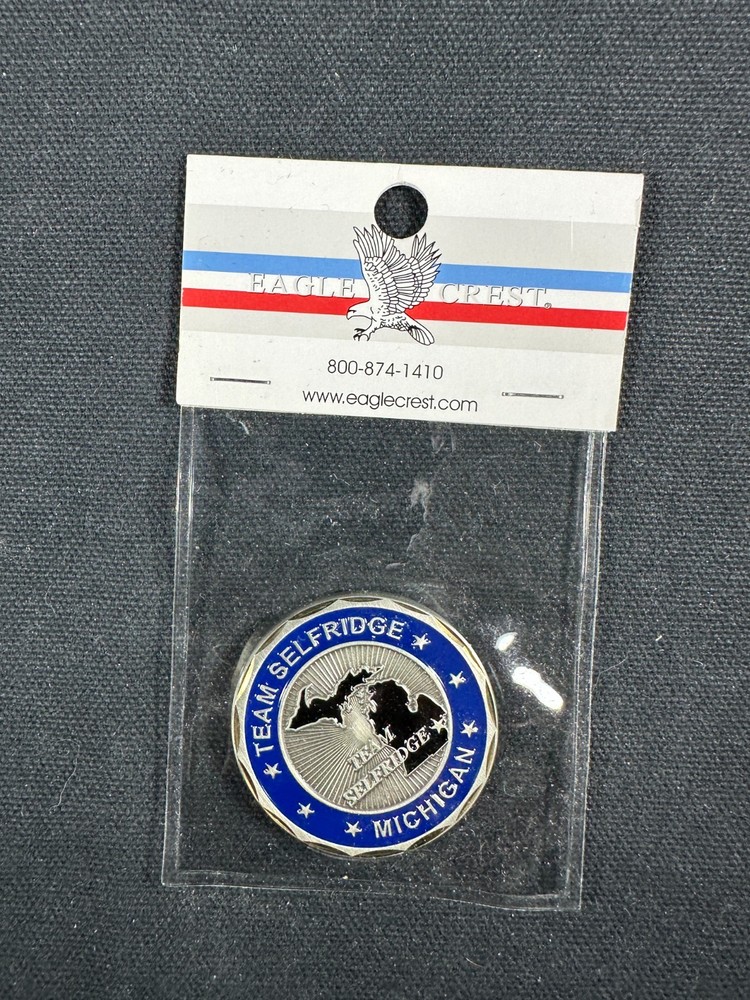 EAGLE CREST®
800-874-1410
www.eaglecrest.com
TEAM SELFRIDGE
TEAM
SELFRIDGE
MICHIGAN